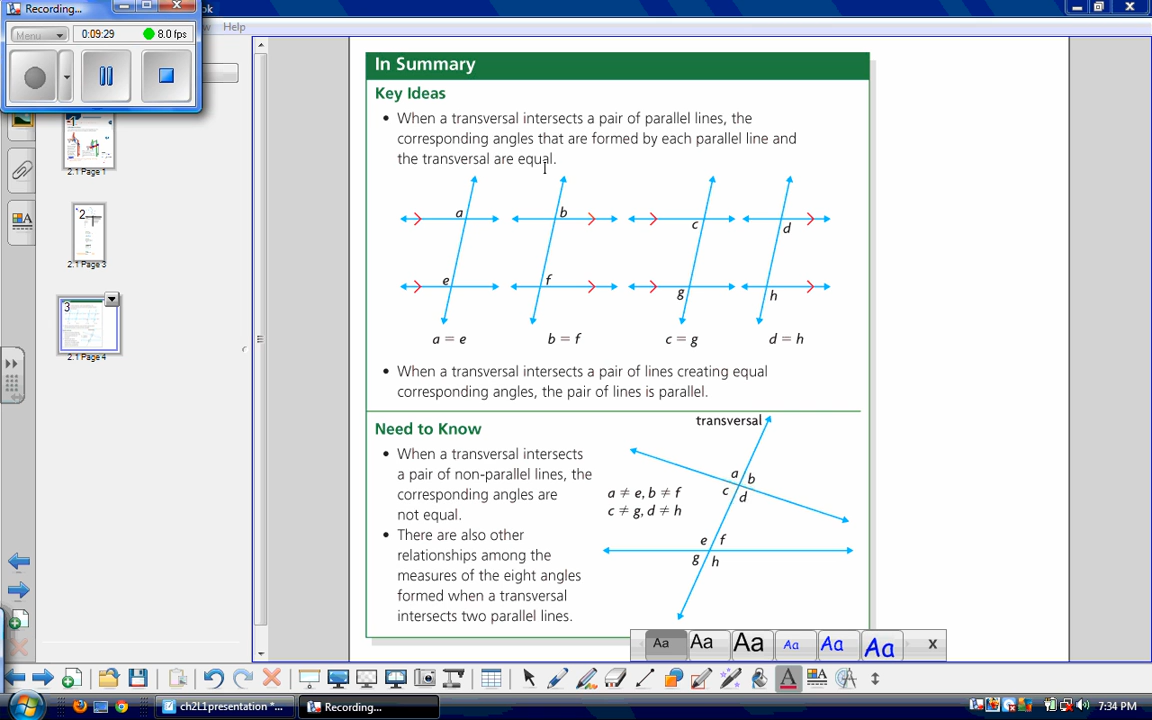 Recording...
ok
Menu
0:09:29
8.0 fps
w Help
1
2.1 Page 1
2
2.1 Page 3
3
2.1 Page 4
In Summary
Key Ideas
• When a transversal intersects a pair of parallel lines, the
corresponding angles that are formed by each parallel line and
the transversal are equal.
a b c d
e f g h
a = e b = f c = g d = h
• When a transversal intersects a pair of lines creating equal
corresponding angles, the pair of lines is parallel.
Need to Know
• When a transversal intersects
a pair of non-parallel lines, the
corresponding angles are
not equal.
• There are also other
relationships among the
measures of the eight angles
formed when a transversal
intersects two parallel lines.
transversal
a b
c d
a ≠ e, b ≠ f
c ≠ g, d ≠ h
e f
g h
Aa Aa Aa Aa Aa Aa X
A
ch2L1presentation *...
Recording...
7:34 PM